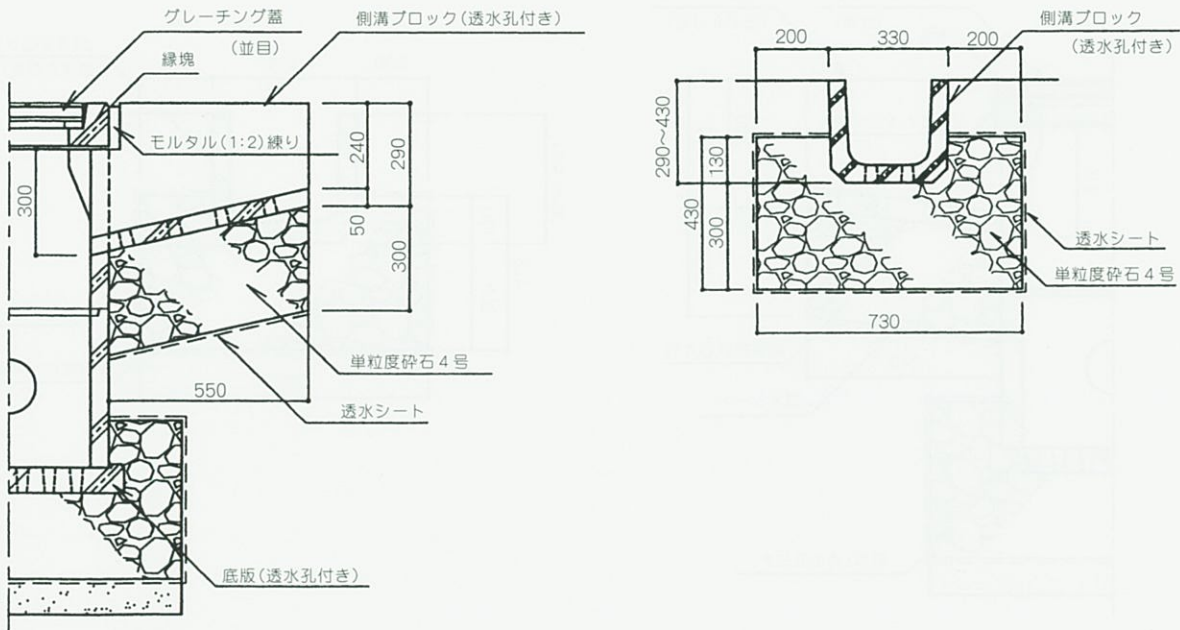 グレーチング蓋
(並目)
縁塊
側溝ブロック(透水孔付き)
モルタル(1:2)練り
300
240
290
50
300
550
単粒度砕石4号
透水シート
底版(透水孔付き)
側溝ブロック
(透水孔付き)
200
330
200
290~430
130
430
300
透水シート
単粒度砕石4号
730